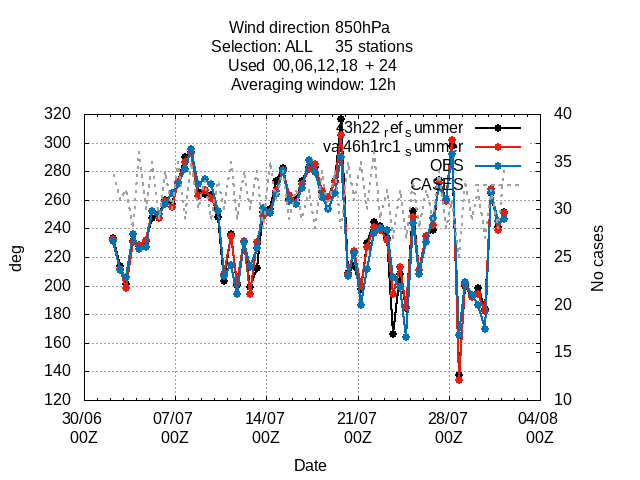 Wind direction 850hPa
Selection: ALL 35 stations
Used 00,06,12,18 + 24
Averaging window: 12h
320
300
280
260
240
220
200
180
160
140
120
deg
40
35
30
25
20
15
10
No cases
43h22refsummer
val46h1rc1summer
OBS
CASES
30/06 07/07 14/07 21/07 28/07 04/08
00Z 00Z 00Z 00Z 00Z 00Z
Date